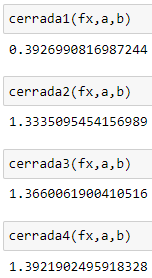 cerrada1(fx,a,b)
0.3926990816987244
cerrada2(fx,a,b)
1.3335095454156989
cerrada3(fx,a,b)
1.3660061900410516
cerrada4(fx,a,b)
1.3921902495918328